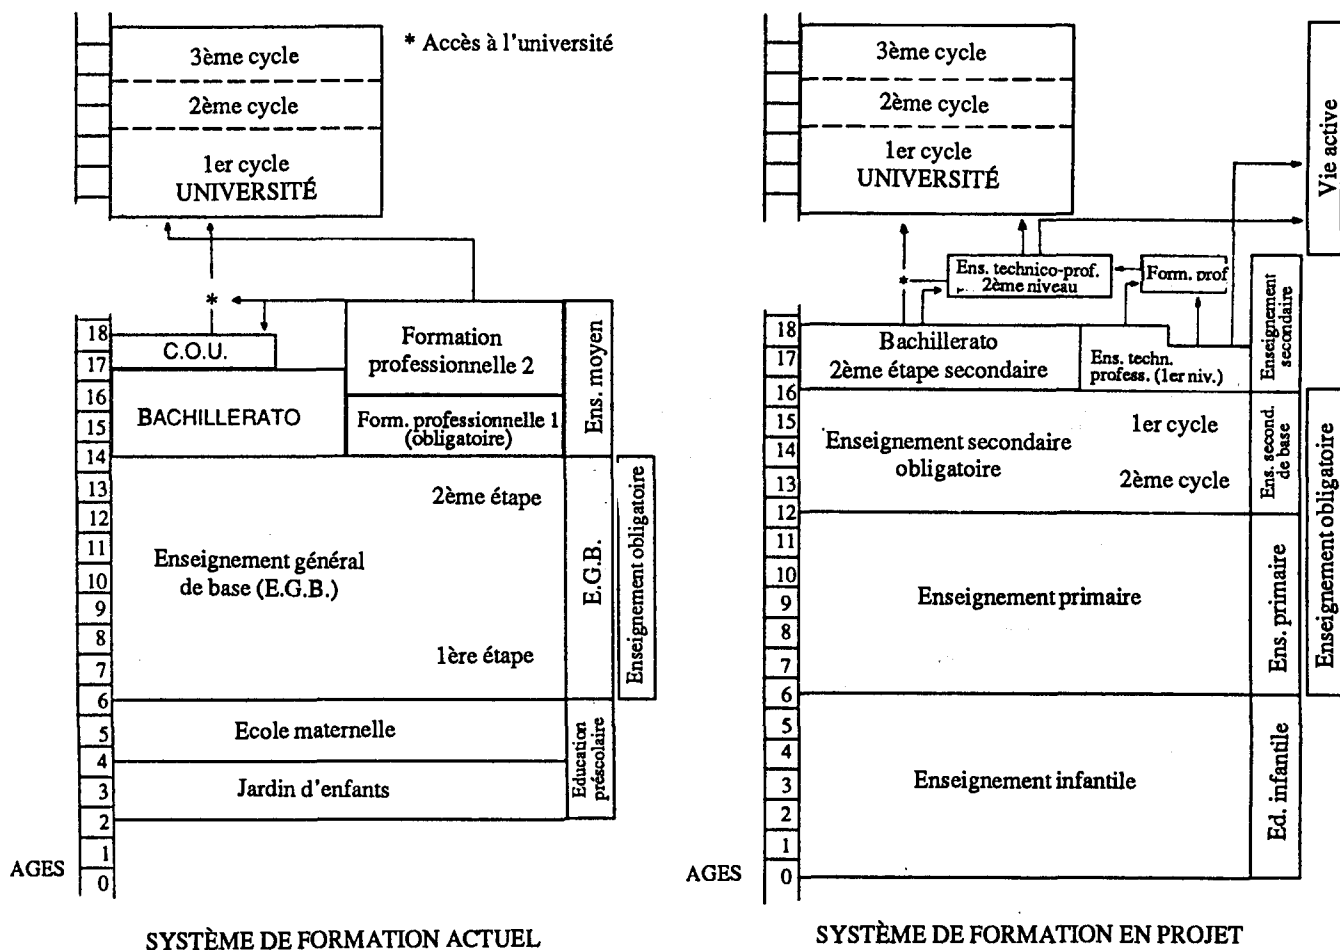 * Accès à l'université
3ème cycle
2ème cycle
1er cycle
UNIVERSITÉ
*
18
17
16
15
14
13
12
11
10
9
8
7
6
5
4
3
2
1
0
AGES
C.O.U.
BACHILLERATO
Formation
professionnelle 2
Form. professionnelle 1
(obligatoire)
Ens. moyen
2ème étape
Enseignement général
de base (E.G.B.)
1ère étape
E.G.B.
Enseignement obligatoire
Ecole maternelle
Jardin d'enfants
Education
préscolaire
SYSTÈME DE FORMATION ACTUEL
3ème cycle
2ème cycle
1er cycle
UNIVERSITÉ
Vie active
*
Ens. technico-prof.
2ème niveau
Form. prof
18
17
16
15
14
13
12
11
10
9
8
7
6
5
4
3
2
1
0
AGES
Bachillerato
2ème étape secondaire
Ens. techn.
profess. (1er niv.)
Enseignement
secondaire
Enseignement secondaire
obligatoire
1er cycle
2ème cycle
Ens. second.
de base
Enseignement primaire
Ens. primaire
Enseignement obligatoire
Enseignement infantile
Ed. infantile
SYSTÈME DE FORMATION EN PROJET